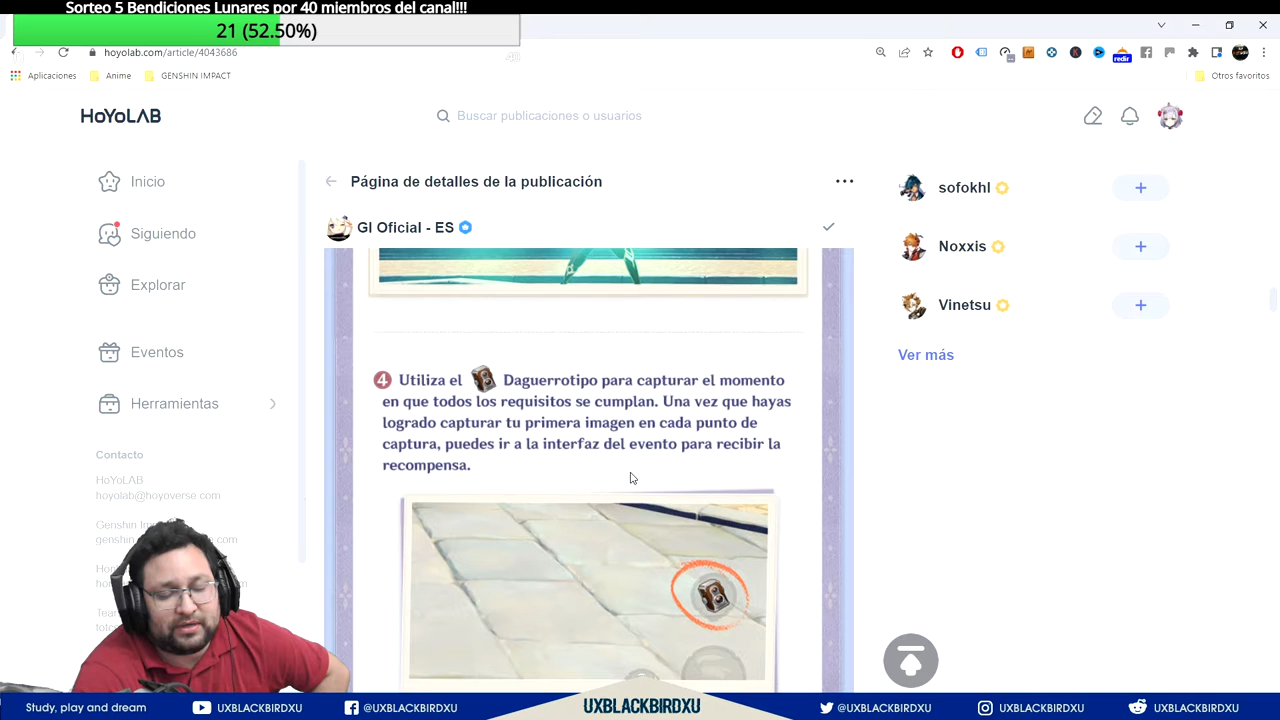 Sorteo 5 Bendiciones Lunares por 40 miembros del canal!!!
21 (52.50%)
0
40
hoyolab.com/article/4043686
redir
Aplicaciones
Anime
GENSHIN IMPACT
Otros favoritos
HoYoLAB
Buscar publicaciones o usuarios
Inicio
Siguiendo
Explorar
Eventos
Herramientas
Contacto
HoYoLAB
hoyolab@hoyoverse.com
Página de detalles de la publicación
GI Oficial - ES
4 Utiliza el Daguerrotipo para capturar el momento
en que todos los requisitos se cumplan. Una vez que hayas
logrado capturar tu primera imagen en cada punto de
captura, puedes ir a la interfaz del evento para recibir la
recompensa.
sofokhl
Noxxis
Vinetsu
Ver más
Study, play and dream
UXBLACKBIRDXU
@UXBLACKBIRDXU
UXBLACKBIRDXU
@UXBLACKBIRDXU
UXBLACKBIRDXU
UXBLACKBIRDXU